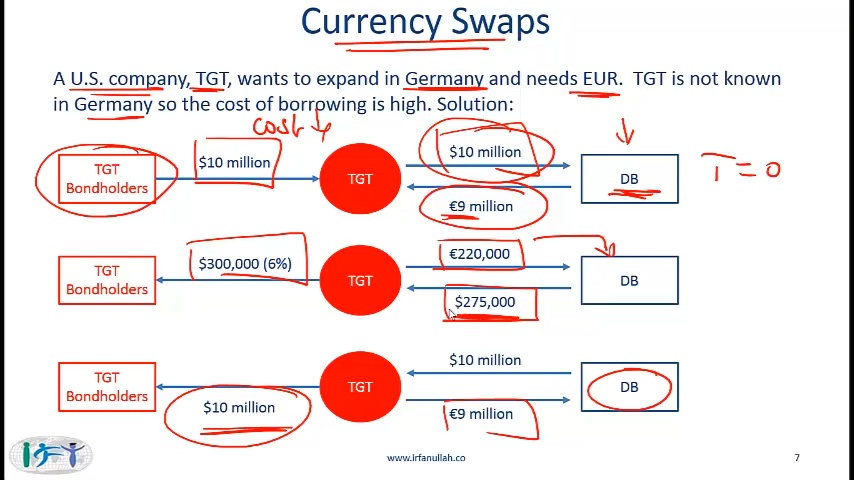 Currency Swaps
A U.S. company, TGT, wants to expand in Germany and needs EUR. TGT is not known
in Germany so the cost of borrowing is high. Solution:
cost ↓
TGT
Bondholders
$10 million
TGT
$10 million
€9 million
DB
T = 0
TGT
Bondholders
$300,000 (6%)
TGT
€220,000
$275,000
DB
TGT
Bondholders
$10 million
TGT
$10 million
€9 million
DB
IFT
www.irfanullah.co
7